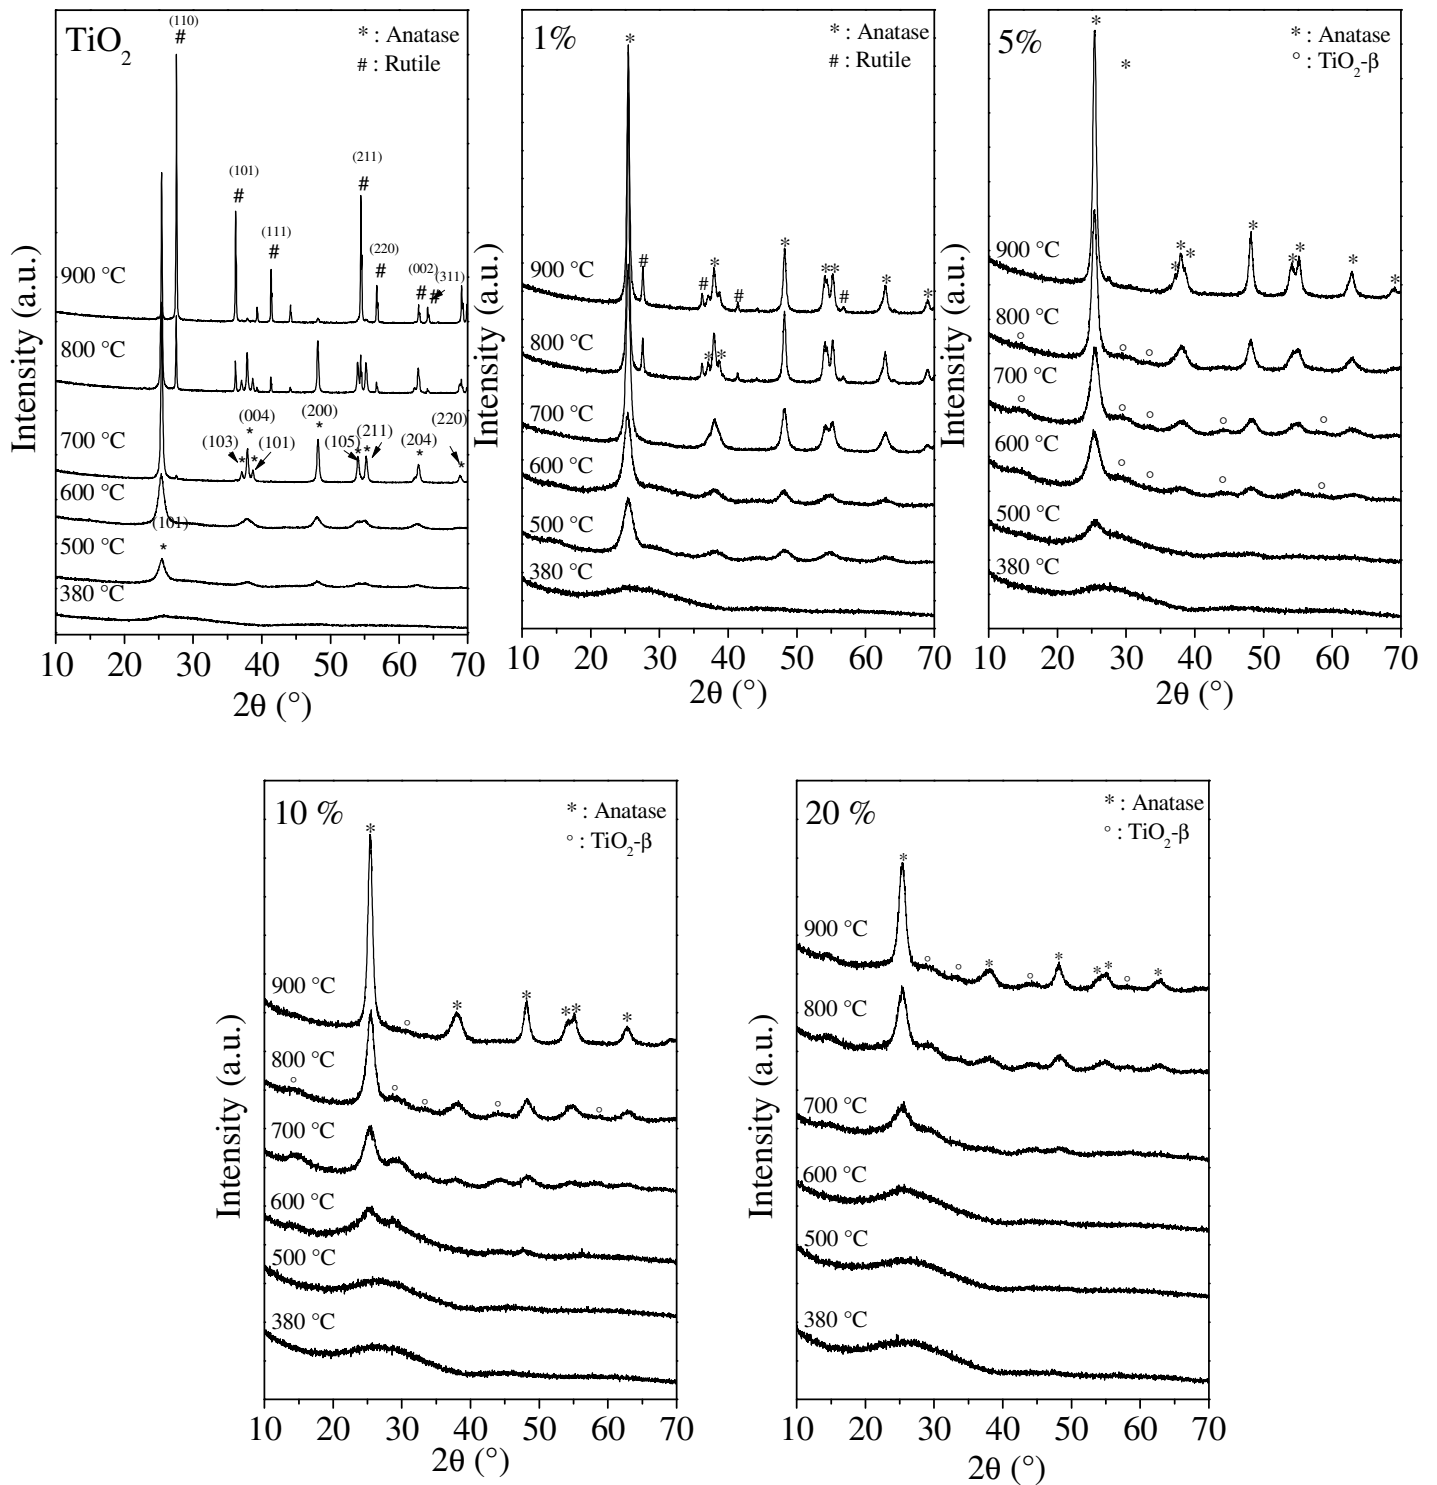 TiO2
(110)
#
* : Anatase
# : Rutile
(101)
#
(111)
#
(211)
#
(220)
#
(002)
#
(311)
#
900 °C
800 °C
700 °C
(103)
*
(004)
*
(101)
*
(200)
*
(105)
*
(211)
*
(204)
*
(220)
*
600 °C
(101)
*
500 °C
380 °C
Intensity (a.u.)
10 20 30 40 50 60 70
2θ (°)
1%
* : Anatase
# : Rutile
*
# # * # * * * # * *
900 °C
* *
800 °C
700 °C
600 °C
500 °C
380 °C
Intensity (a.u.)
10 20 30 40 50 60 70
2θ (°)
5%
* : Anatase
° : TiO2-β
*
*
* * * * * * * *
900 °C
800 °C
° ° °
700 °C
° ° ° ° °
600 °C
° ° ° °
500 °C
380 °C
Intensity (a.u.)
10 20 30 40 50 60 70
2θ (°)
10 %
* : Anatase
° : TiO2-β
*
° * * * * *
900 °C
800 °C
° ° ° ° °
700 °C
600 °C
500 °C
380 °C
Intensity (a.u.)
10 20 30 40 50 60 70
2θ (°)
20 %
* : Anatase
° : TiO2-β
*
900 °C
° ° * ° * * * ° *
800 °C
700 °C
600 °C
500 °C
380 °C
Intensity (a.u.)
10 20 30 40 50 60 70
2θ (°)